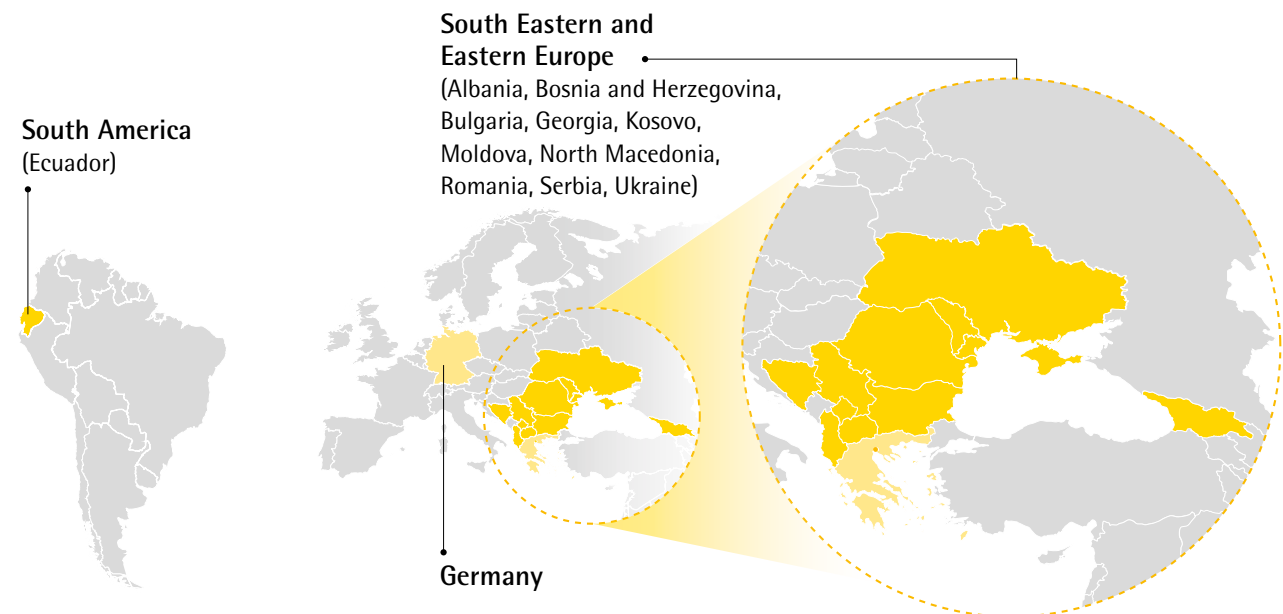 South America
(Ecuador)
South Eastern and
Eastern Europe
(Albania, Bosnia and Herzegovina,
Bulgaria, Georgia, Kosovo,
Moldova, North Macedonia,
Romania, Serbia, Ukraine)
Germany